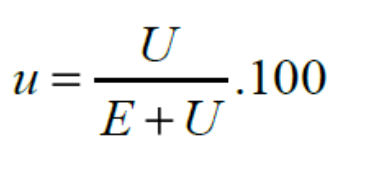 u = U / E + U .100